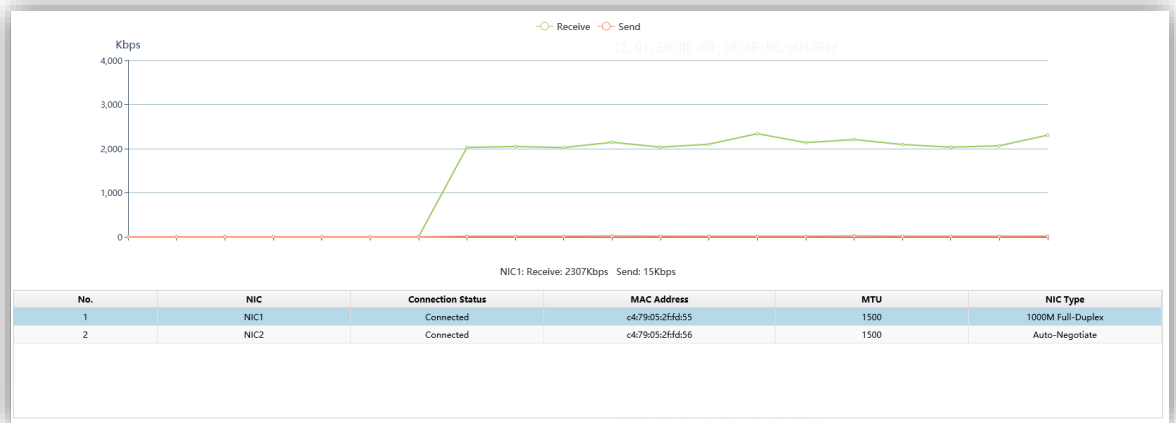 Receive Send
Kbps
4,000
3,000
2,000
1,000
0
NIC1: Receive: 2307Kbps Send: 15Kbps
No. NIC Connection Status MAC Address MTU NIC Type
1 NIC1 Connected c4:79:05:2f:fd:55 1500 1000M Full-Duplex
2 NIC2 Connected c4:79:05:2f:fd:56 1500 Auto-Negotiate